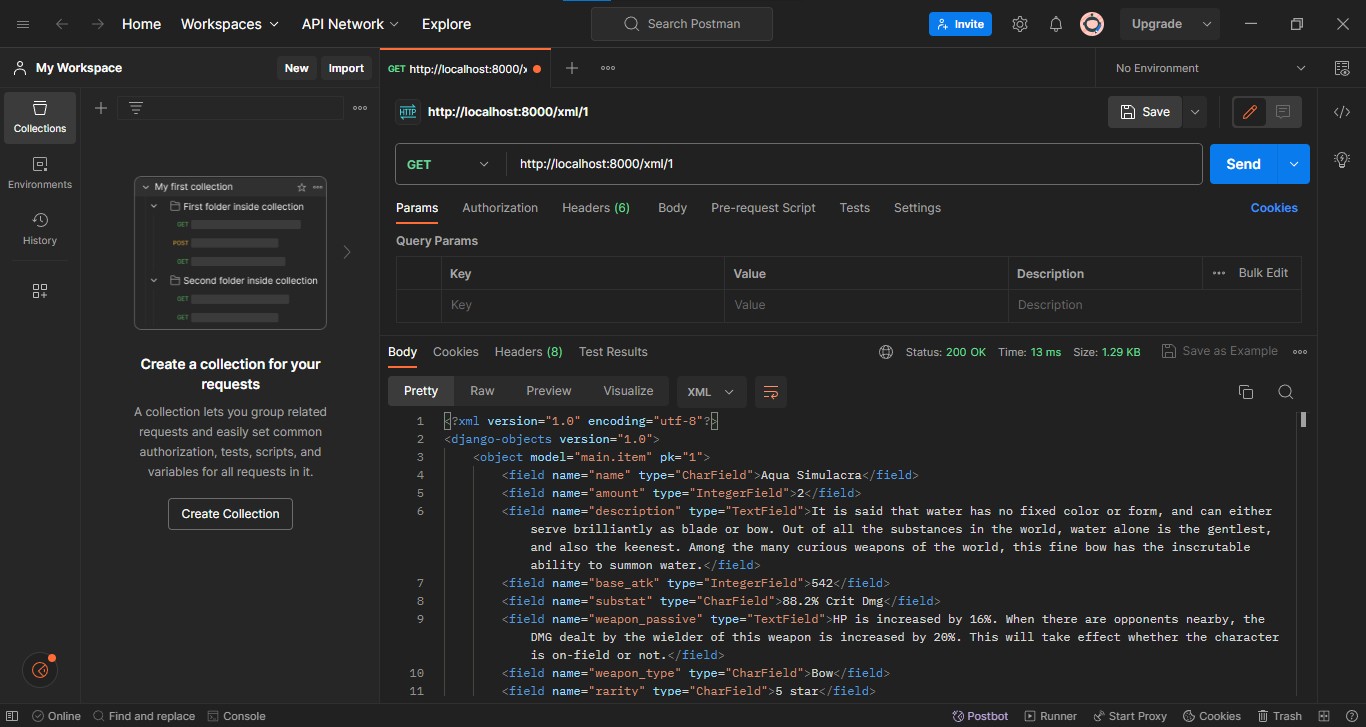 Home Workspaces API Network Explore Search Postman Invite Upgrade
My Workspace New Import GET http://localhost:8000/x No Environment
Collections
Environments
History
My first collection
First folder inside collection
GET
POST
GET
Second folder inside collection
GET
GET
Create a collection for your
requests
A collection lets you group related
requests and easily set common
authorization, tests, scripts, and
variables for all requests in it.
Create Collection
HTTP http://localhost:8000/xml/1 Save
GET http://localhost:8000/xml/1 Send
Params Authorization Headers (6) Body Pre-request Script Tests Settings Cookies
Query Params
Key Value Description Bulk Edit
Key Value Description
Body Cookies Headers (8) Test Results Status: 200 OK Time: 13 ms Size: 1.29 KB Save as Example
Pretty Raw Preview Visualize XML
1 <?xml version="1.0" encoding="utf-8"?>
2 <django-objects version="1.0">
3 <object model="main.item" pk="1">
4 <field name="name" type="CharField">Aqua Simulacra</field>
5 <field name="amount" type="IntegerField">2</field>
6 <field name="description" type="TextField">It is said that water has no fixed color or form, and can either
serve brilliantly as blade or bow. Out of all the substances in the world, water alone is the gentlest,
and also the keenest. Among the many curious weapons of the world, this fine bow has the inscrutable
ability to summon water.</field>
7 <field name="base_atk" type="IntegerField">542</field>
8 <field name="substat" type="CharField">88.2% Crit Dmg</field>
9 <field name="weapon_passive" type="TextField">HP is increased by 16%. When there are opponents nearby, the
DMG dealt by the wielder of this weapon is increased by 20%. This will take effect whether the character
is on-field or not.</field>
10 <field name="weapon_type" type="CharField">Bow</field>
11 <field name="rarity" type="CharField">5 star</field>
Online Find and replace Console Postbot Runner Start Proxy Cookies Trash